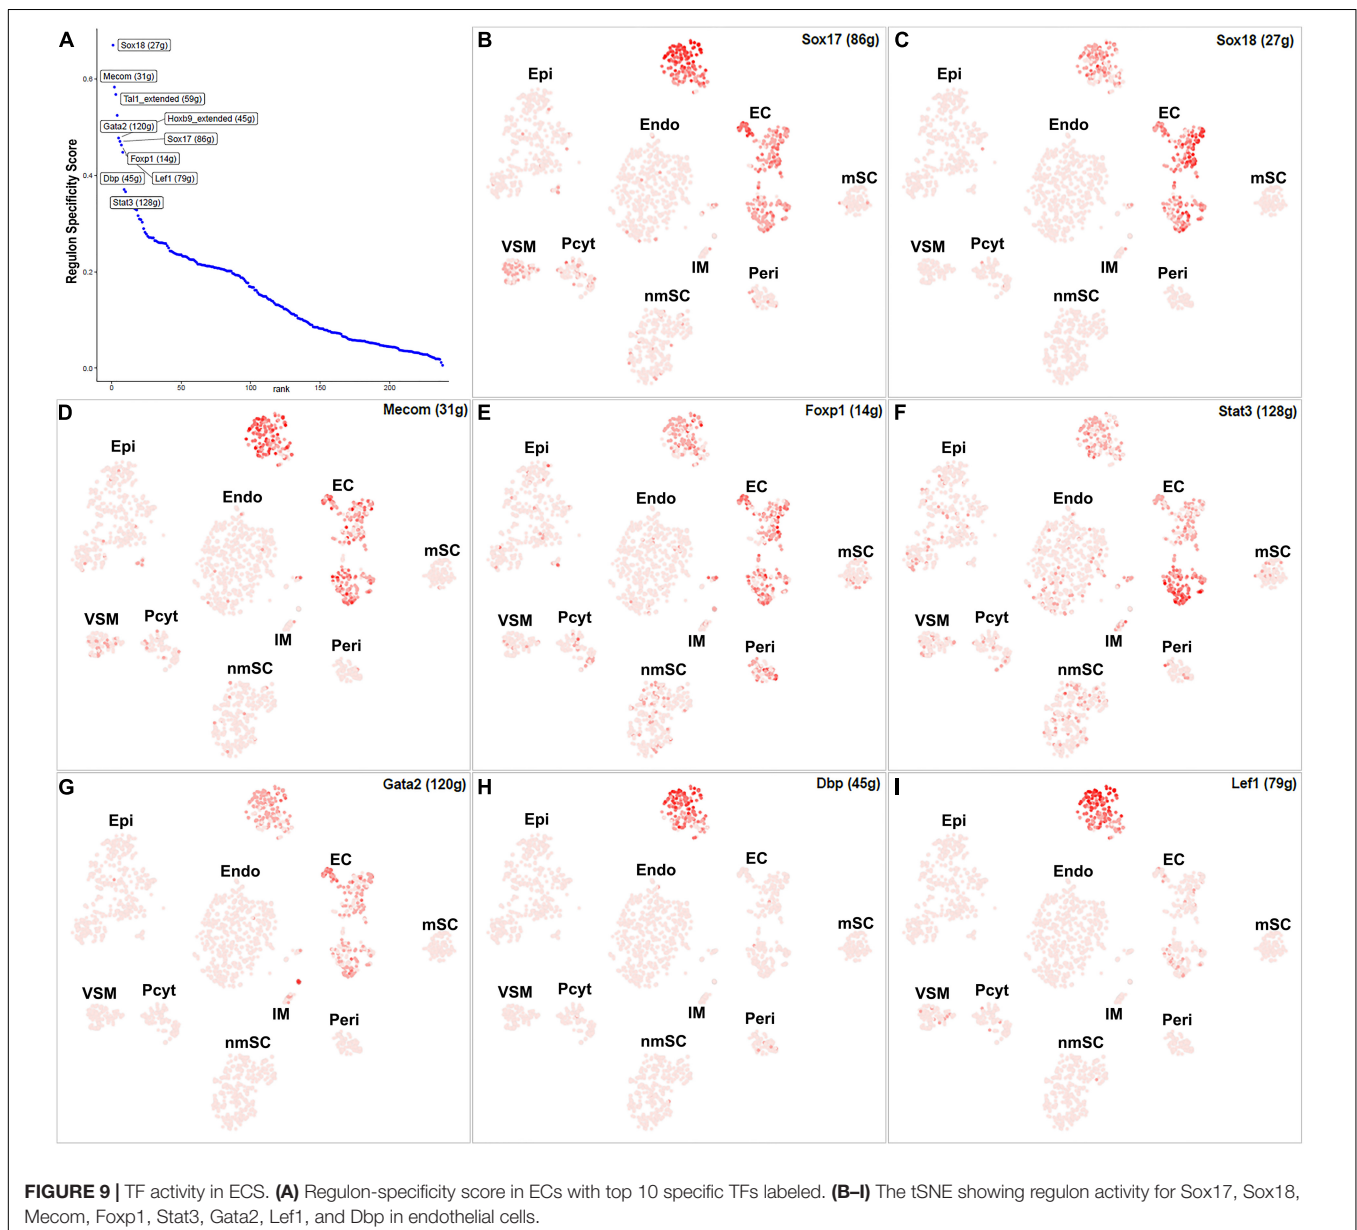 A
Sox18 (27g)
Mecom (31g)
Tal1_extended (59g)
Hoxb9_extended (45g)
Gata2 (120g)
Sox17 (86g)
Foxp1 (14g)
Dbp (45g)
Lef1 (79g)
Stat3 (128g)
Regulon Specificity Score
0.6
0.4
0.2
0.0
0
50
100
150
200
rank
B
Sox17 (86g)
Epi
Endo
EC
mSC
VSM
Pcyt
IM
Peri
nmSC
C
Sox18 (27g)
Epi
Endo
EC
mSC
VSM
Pcyt
IM
Peri
nmSC
D
Mecom (31g)
Epi
Endo
EC
mSC
VSM
Pcyt
IM
Peri
nmSC
E
Foxp1 (14g)
Epi
Endo
EC
mSC
VSM
Pcyt
IM
Peri
nmSC
F
Stat3 (128g)
Epi
Endo
EC
mSC
VSM
Pcyt
IM
Peri
nmSC
G
Gata2 (120g)
Epi
Endo
EC
mSC
VSM
Pcyt
IM
Peri
nmSC
H
Dbp (45g)
Epi
Endo
EC
mSC
VSM
Pcyt
IM
Peri
nmSC
I
Lef1 (79g)
Epi
Endo
EC
mSC
VSM
Pcyt
IM
Peri
nmSC
FIGURE 9 | TF activity in ECS. (A) Regulon-specificity score in ECs with top 10 specific TFs labeled. (B–I) The tSNE showing regulon activity for Sox17, Sox18,
Mecom, Foxp1, Stat3, Gata2, Lef1, and Dbp in endothelial cells.